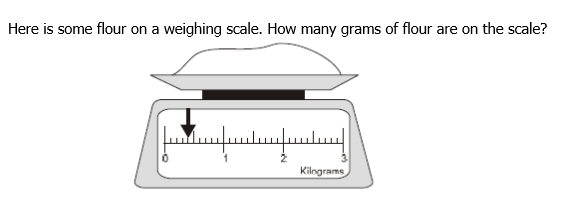 Here is some flour on a weighing scale. How many grams of flour are on the scale?
0 1 2 3
Kilograms